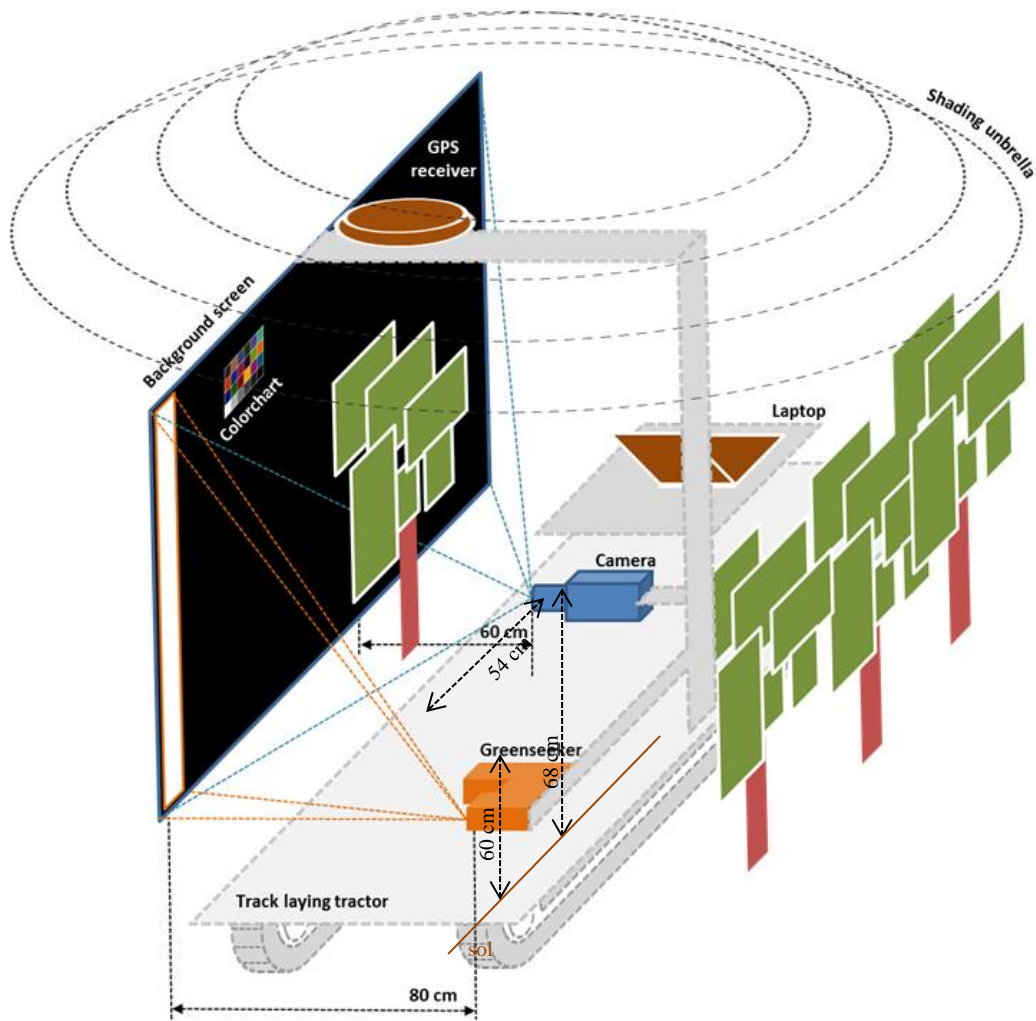 Shading unbrella
GPS
receiver
Background screen
Colorchart
Laptop
Camera
60 cm
54 cm
Greenseeker
68 cm
60 cm
Track laying tractor
sol
80 cm